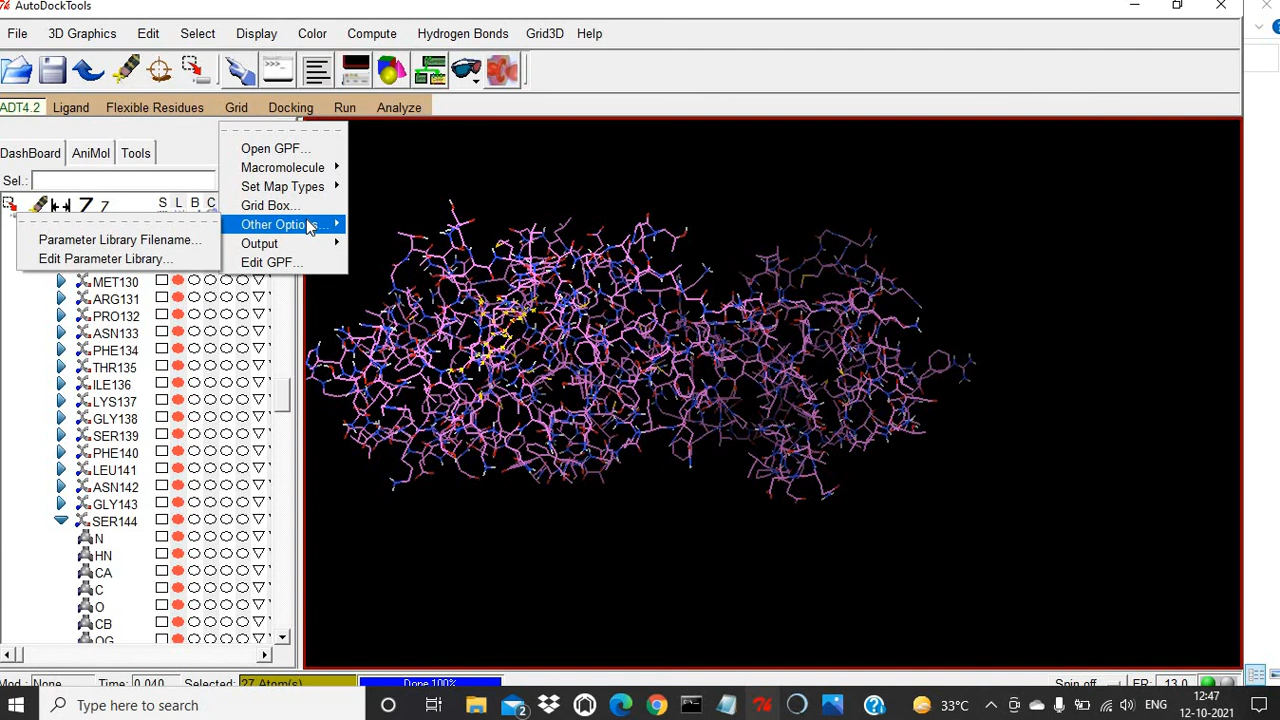 AutoDockTools
File 3D Graphics Edit Select Display Color Compute Hydrogen Bonds Grid3D Help
ADT4.2 Ligand Flexible Residues Grid Docking Run Analyze
DashBoard AniMol Tools
Sel.:
S L B C
Open GPF...
Macromolecule
Set Map Types
Grid Box...
Other Options...
Output
Edit GPF...
Parameter Library Filename...
Edit Parameter Library...
MET130
ARG131
PRO132
ASN133
PHE134
THR135
ILE136
LYS137
GLY138
SER139
PHE140
LEU141
ASN142
GLY143
SER144
N
HN
CA
C
O
CB
OG
Mod.: None Time: 0.040 Selected: 27 Atom(s) Done 100% Spin off FR: 13.0
Type here to search
2
33°C
ENG
12:47
12-10-2021